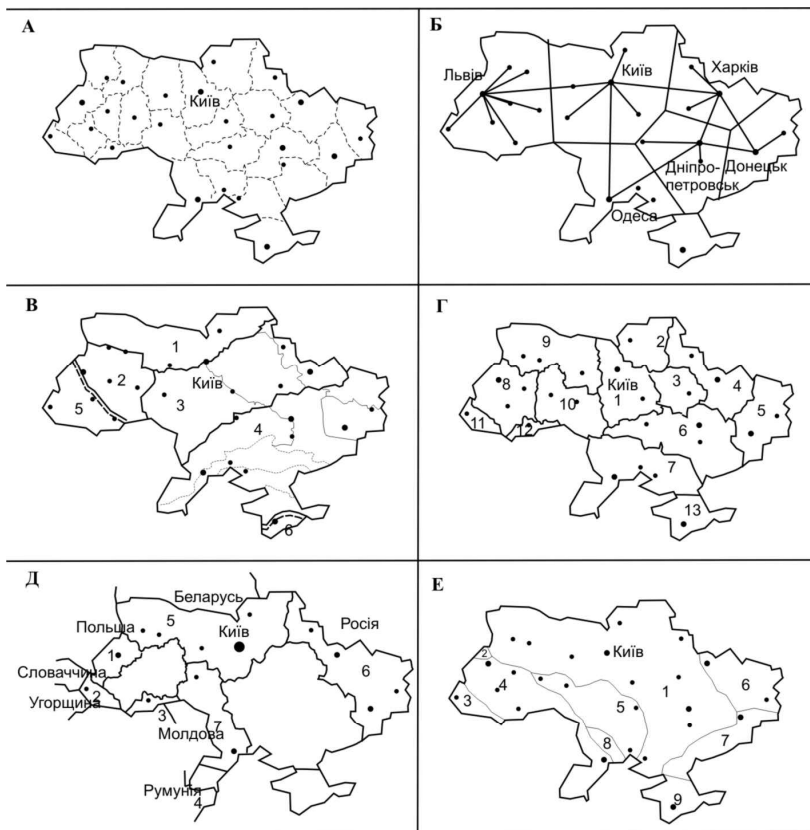 А
Київ
Б
Львів
Київ
Харків
Дніпро-
петровськ
Донецьк
Одеса
В
1
Київ
2
3
5
4
6
Г
9
2
8
Київ
1
3
4
10
5
11
12
6
7
13
Д
Беларусь
5
Польща
Київ
Росія
1
Словаччина
6
2
Угорщина
3
7
Молдова
Румунія
4
Е
Київ
2
4
3
1
6
5
7
8
9